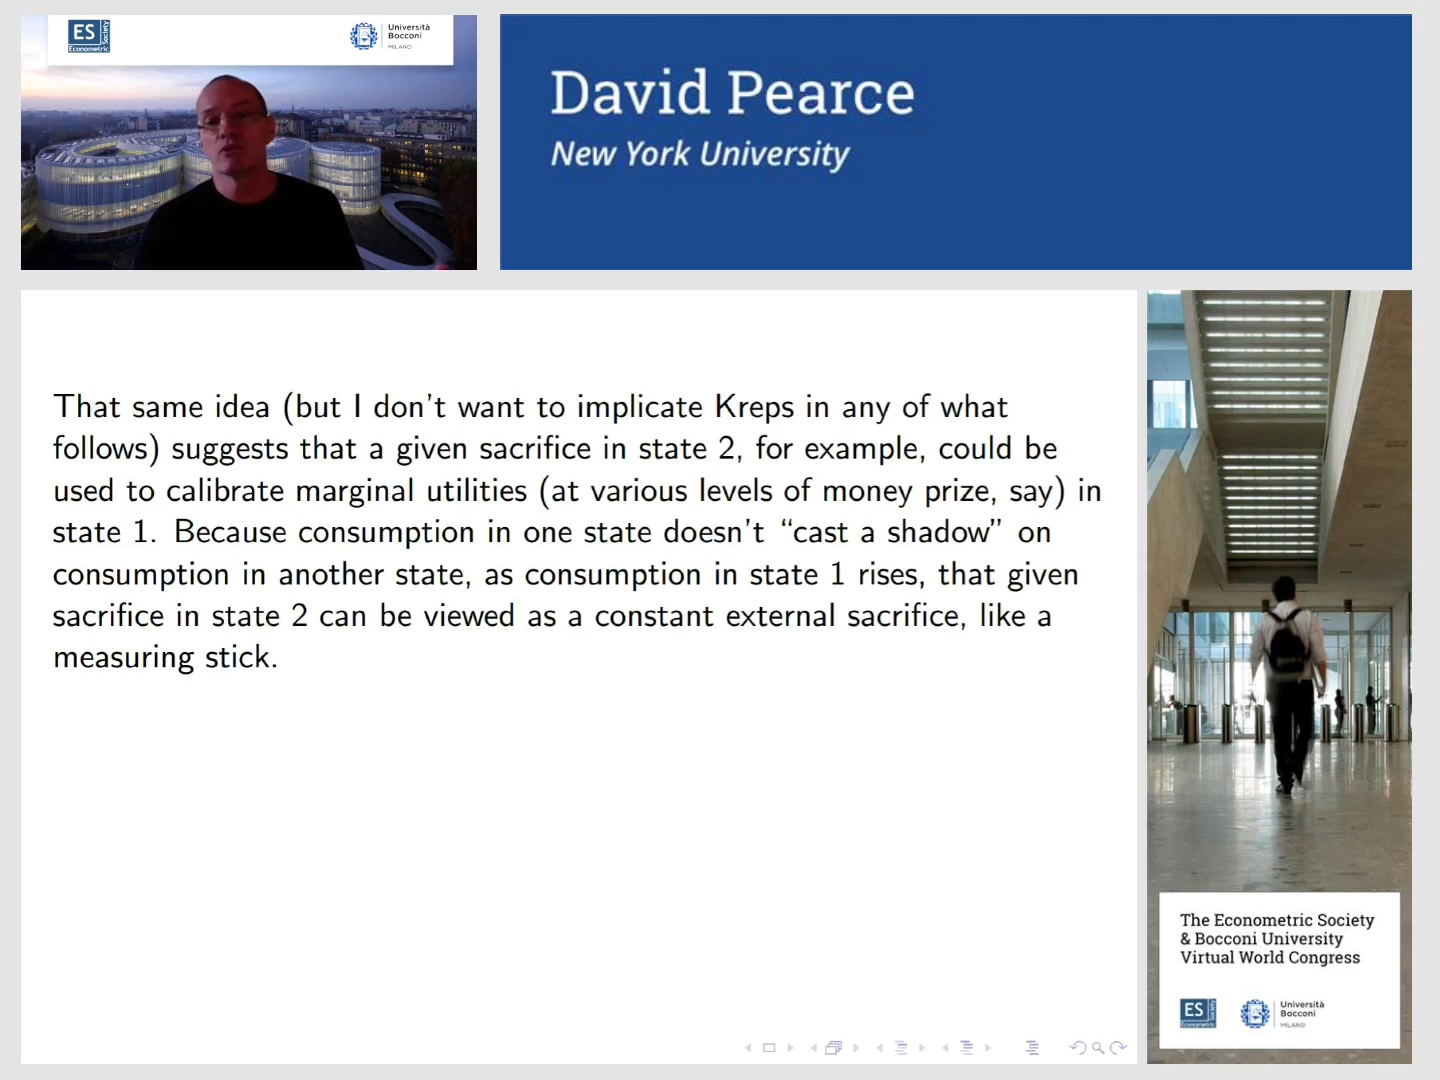 ES
Econometric
Society
Università
Bocconi
MILANO
David Pearce
New York University
That same idea (but I don't want to implicate Kreps in any of what
follows) suggests that a given sacrifice in state 2, for example, could be
used to calibrate marginal utilities (at various levels of money prize, say) in
state 1. Because consumption in one state doesn't “cast a shadow” on
consumption in another state, as consumption in state 1 rises, that given
sacrifice in state 2 can be viewed as a constant external sacrifice, like a
measuring stick.
The Econometric Society
& Bocconi University
Virtual World Congress
ES
Econometric
Society
Università
Bocconi
MILANO